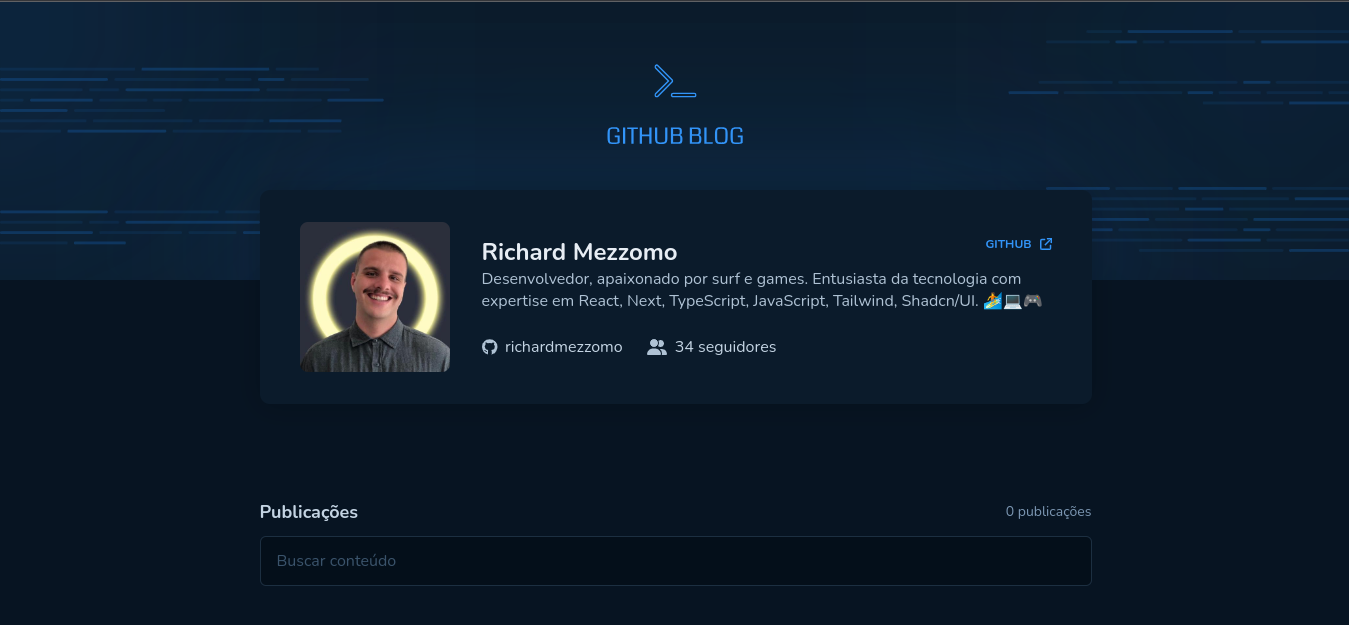 GITHUB BLOG
Richard Mezzomo
GITHUB
Desenvolvedor, apaixonado por surf e games. Entusiasta da tecnologia com
expertise em React, Next, TypeScript, JavaScript, Tailwind, Shadcn/UI. 🏄💻🎮
richardmezzomo
34 seguidores
Publicações
0 publicações
Buscar conteúdo